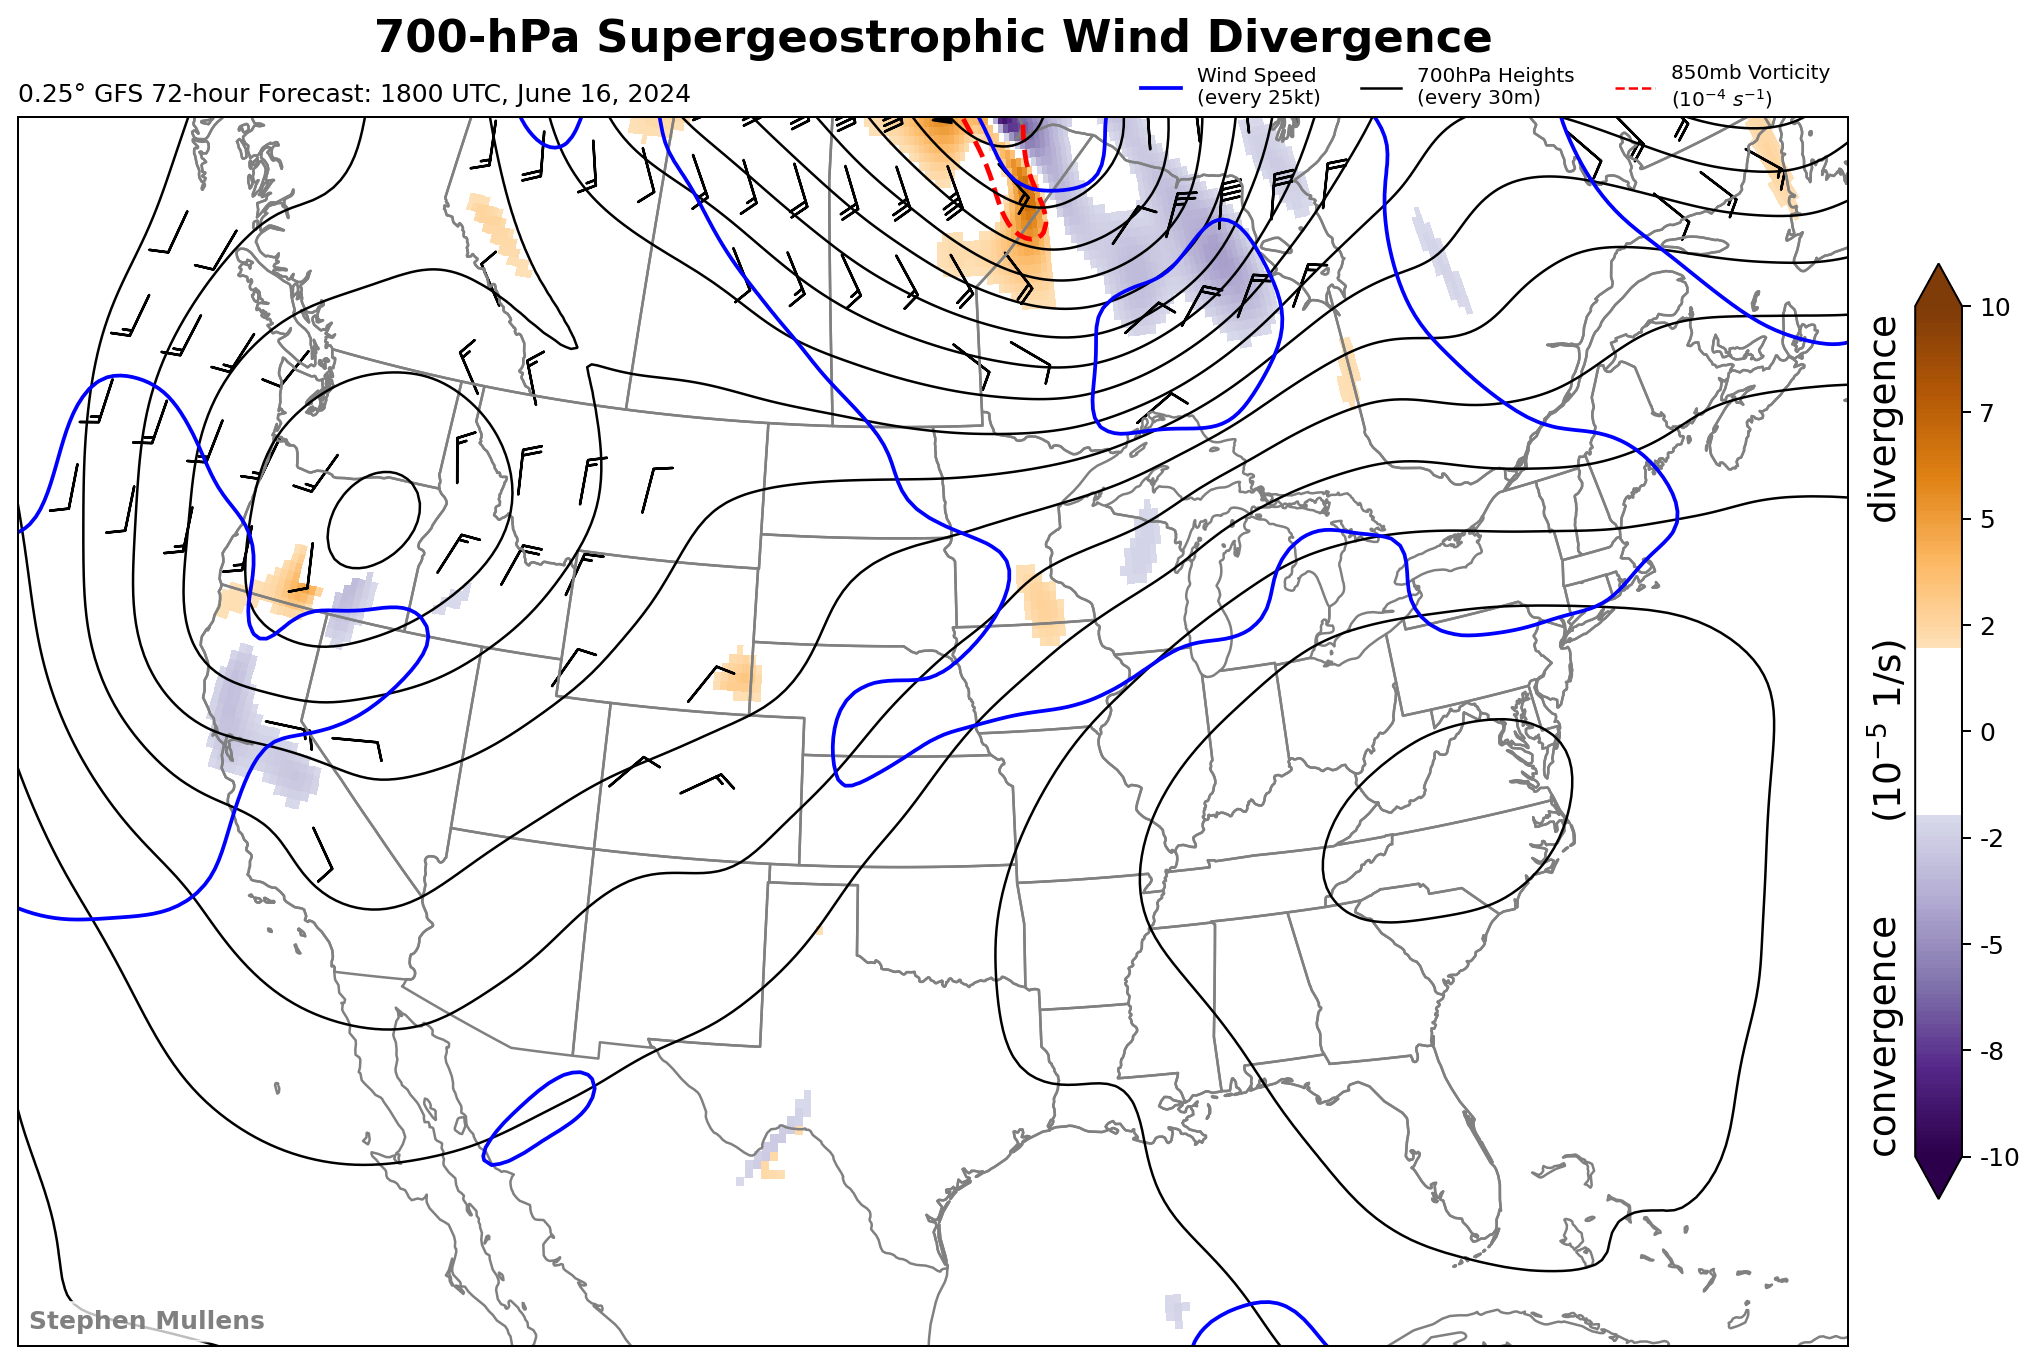 700-hPa Supergeostrophic Wind Divergence
0.25° GFS 72-hour Forecast: 1800 UTC, June 16, 2024
Wind Speed
(every 25kt)
700hPa Heights
(every 30m)
850mb Vorticity
(10⁻⁴ s⁻¹)
10
7
5
2
0
-2
-5
-8
-10
convergence (10⁻⁵ 1/s) divergence
Stephen Mullens